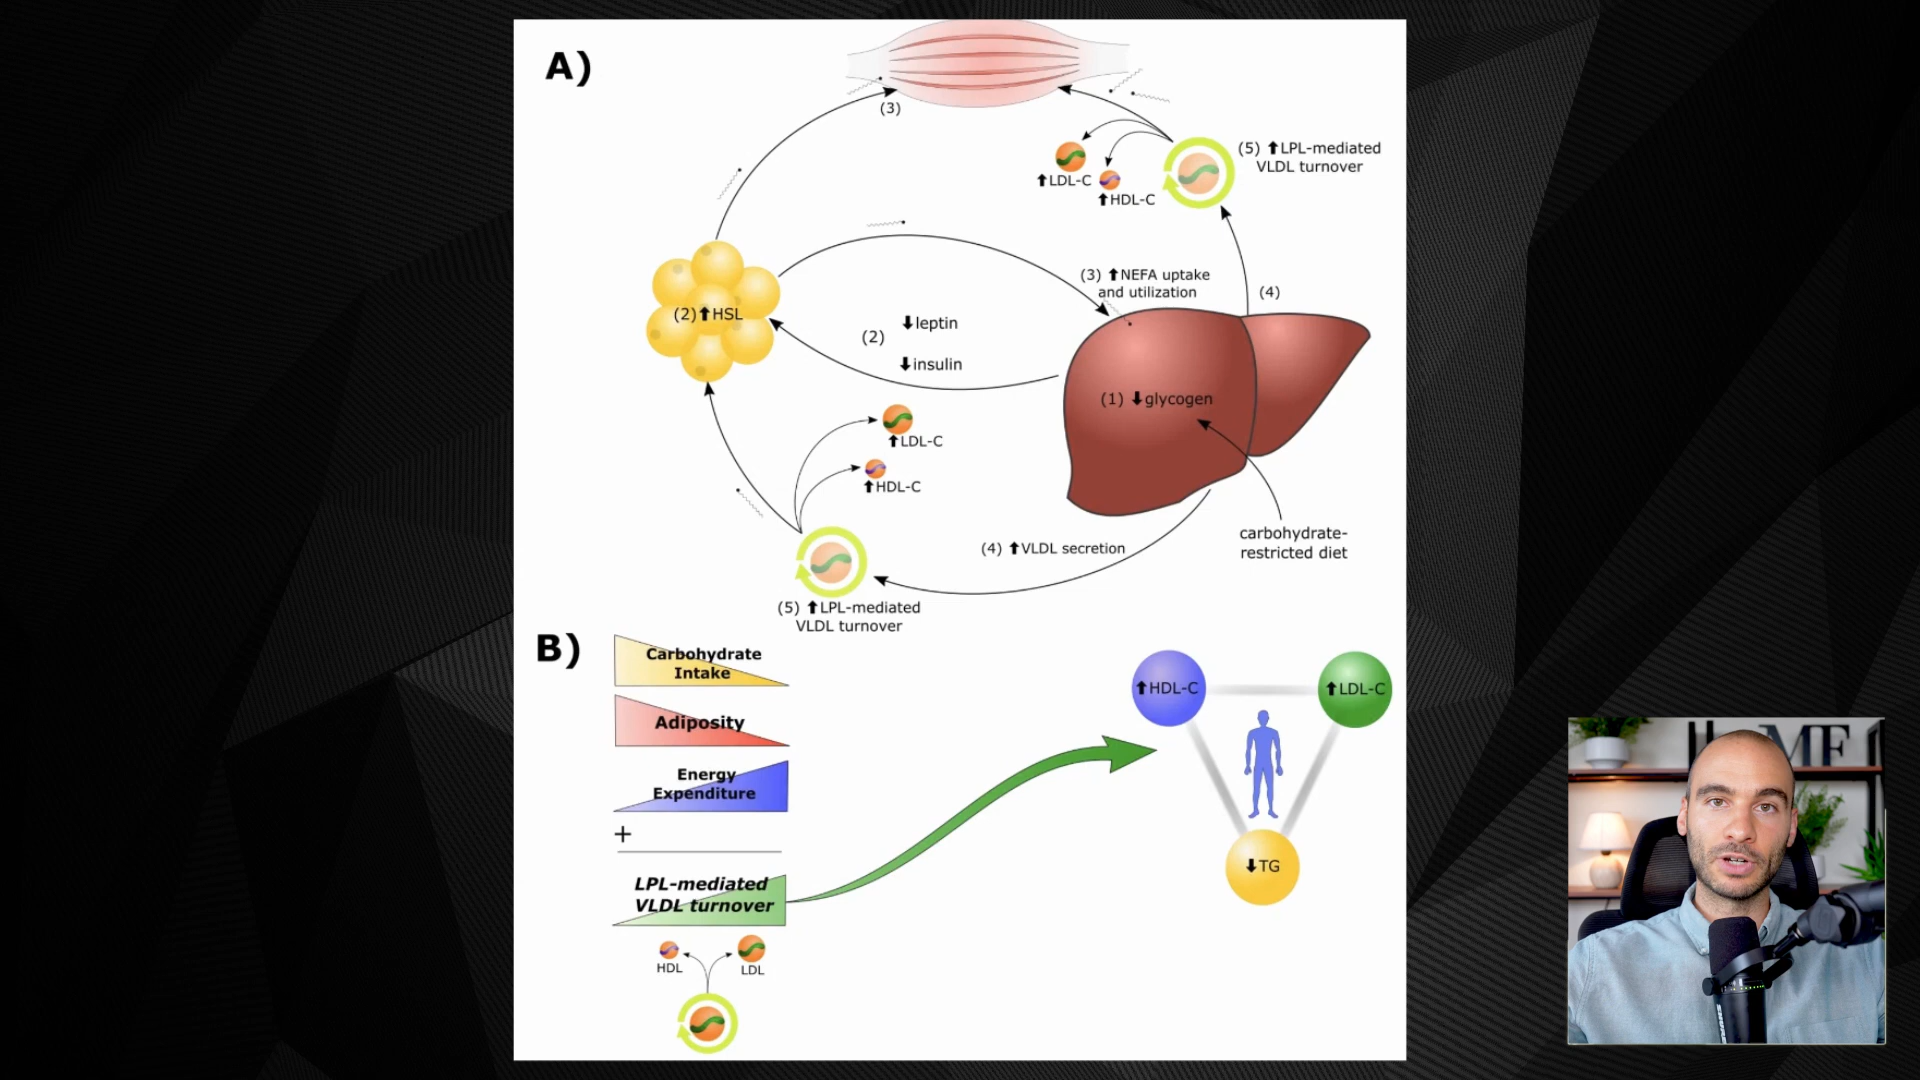 A)
(3)
(5) ⬆LPL-mediated
VLDL turnover
⬆LDL-C
⬆HDL-C
(3) ⬆NEFA uptake
and utilization
(4)
(2)⬆HSL
(2)
⬇leptin
⬇insulin
(1) ⬇glycogen
⬆LDL-C
⬆HDL-C
carbohydrate-
restricted diet
(4) ⬆VLDL secretion
(5) ⬆LPL-mediated
VLDL turnover
B)
Carbohydrate
Intake
Adiposity
Energy
Expenditure
+
LPL-mediated
VLDL turnover
HDL
LDL
⬆HDL-C
⬆LDL-C
⬇TG
MF